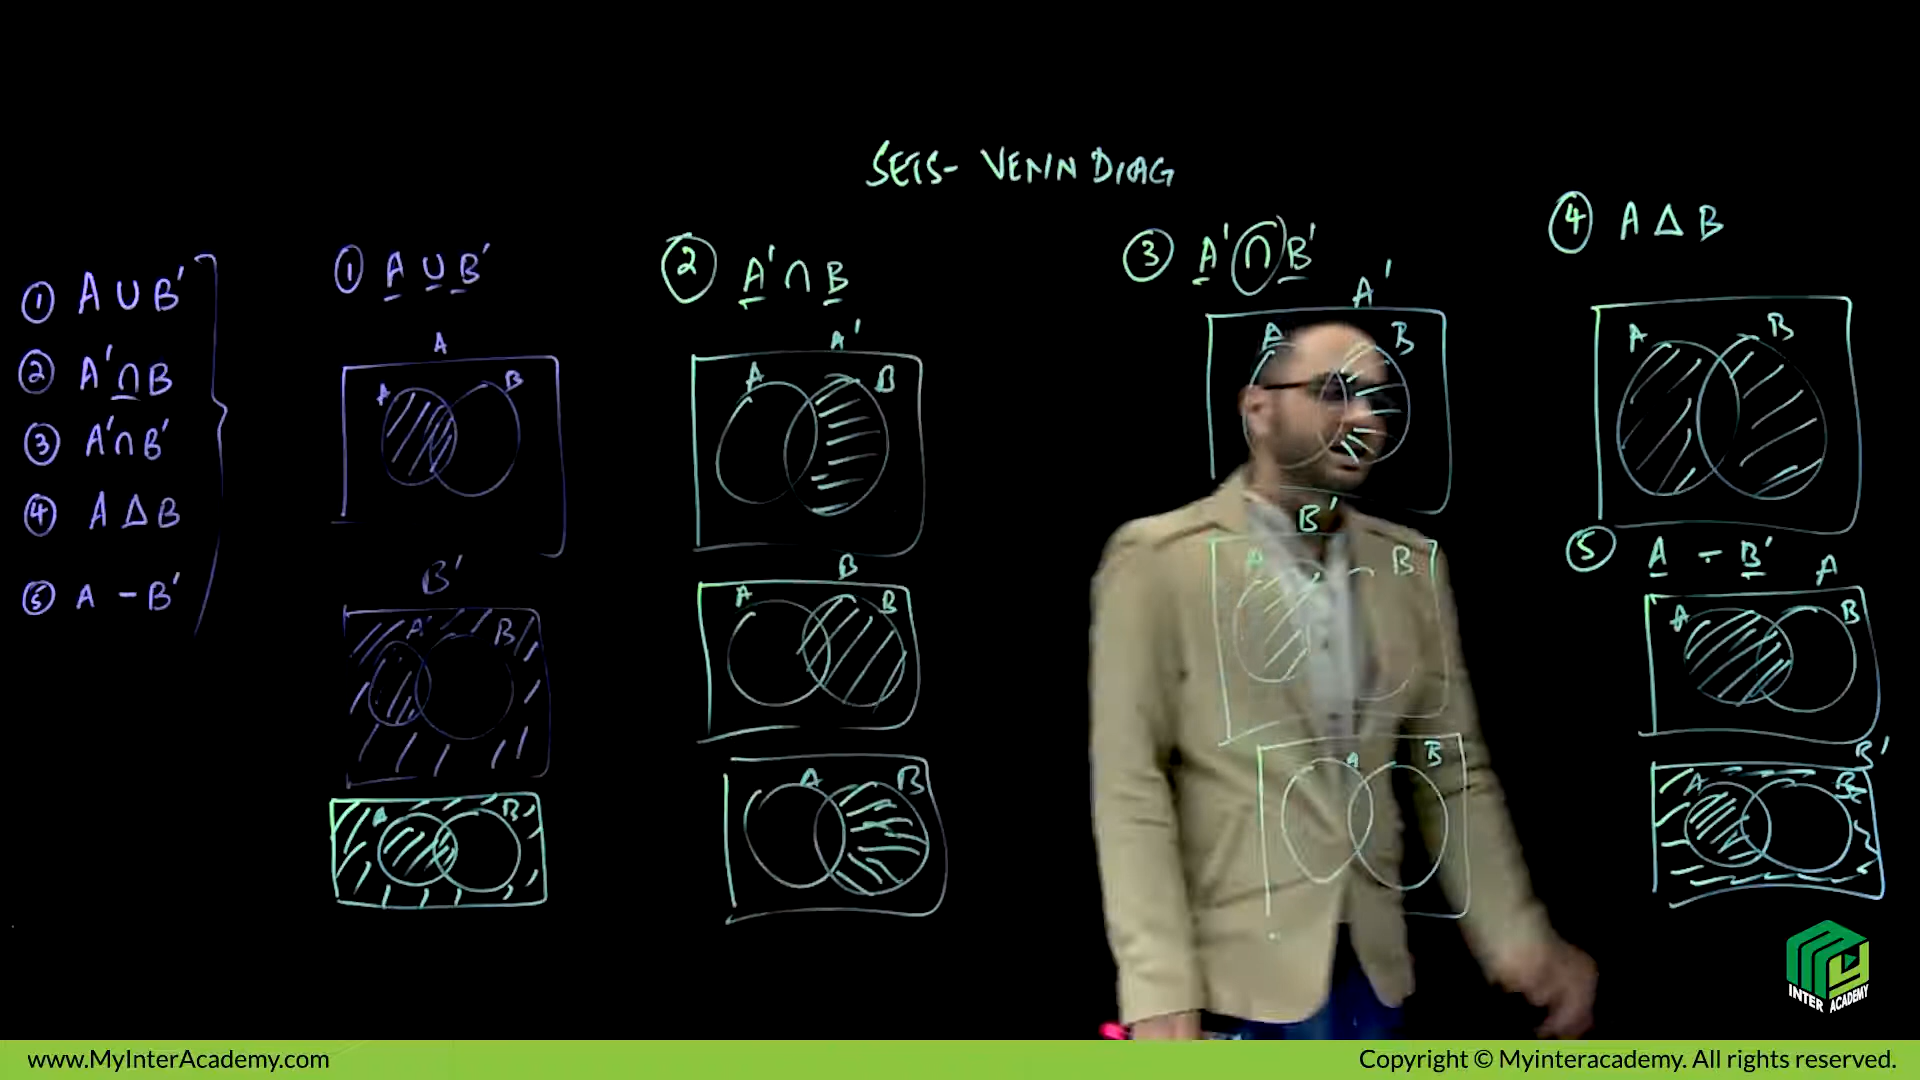 SETS- VENN DIAG
① A ∪ B'
② A' ∩ B
③ A' ∩ B'
④ A Δ B
⑤ A - B'
① A ∪ B'
A
A B
B'
A B
A B
② A' ∩ B
A'
A B
B
A B
A B
③ A' ∩ B'
A'
A B
B'
A B
A B
④ A Δ B
A B
⑤ A - B'
A
A B
B'
A B
INTER ACADEMY
www.MyInterAcademy.com
Copyright © Myinteracademy. All rights reserved.